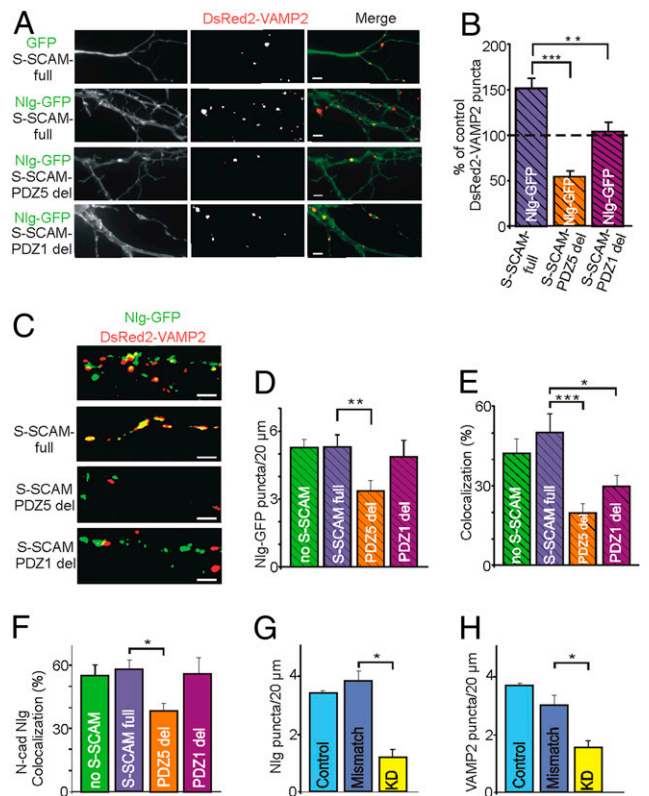 A
DsRed2-VAMP2
Merge
GFP
S-SCAM-
full
Nlg-GFP
S-SCAM-
full
Nlg-GFP
S-SCAM-
PDZ5 del
Nlg-GFP
S-SCAM-
PDZ1 del
B
% of control
DsRed2-VAMP2 puncta
200
150
100
50
0
**
***
Nlg-GFP
Nlg-GFP
Nlg-GFP
S-SCAM-
full
S-SCAM-
PDZ5 del
S-SCAM-
PDZ1 del
C
Nlg-GFP
DsRed2-VAMP2
S-SCAM-
full
S-SCAM
PDZ5 del
S-SCAM
PDZ1 del
D
Nlg-GFP puncta/20 µm
6
3
0
**
no S-SCAM
S-SCAM full
PDZ5 del
PDZ1 del
E
Colocalization (%)
60
30
0
*
***
no S-SCAM
S-SCAM full
PDZ5 del
PDZ1 del
F
N-cad Nlg
Colocalization (%)
60
30
0
*
no S-SCAM
S-SCAM full
PDZ5 del
PDZ1 del
G
Nlg puncta/20 µm
4
2
0
*
Control
Mismatch
KD
H
VAMP2 puncta/20 µm
4
2
0
*
Control
Mismatch
KD